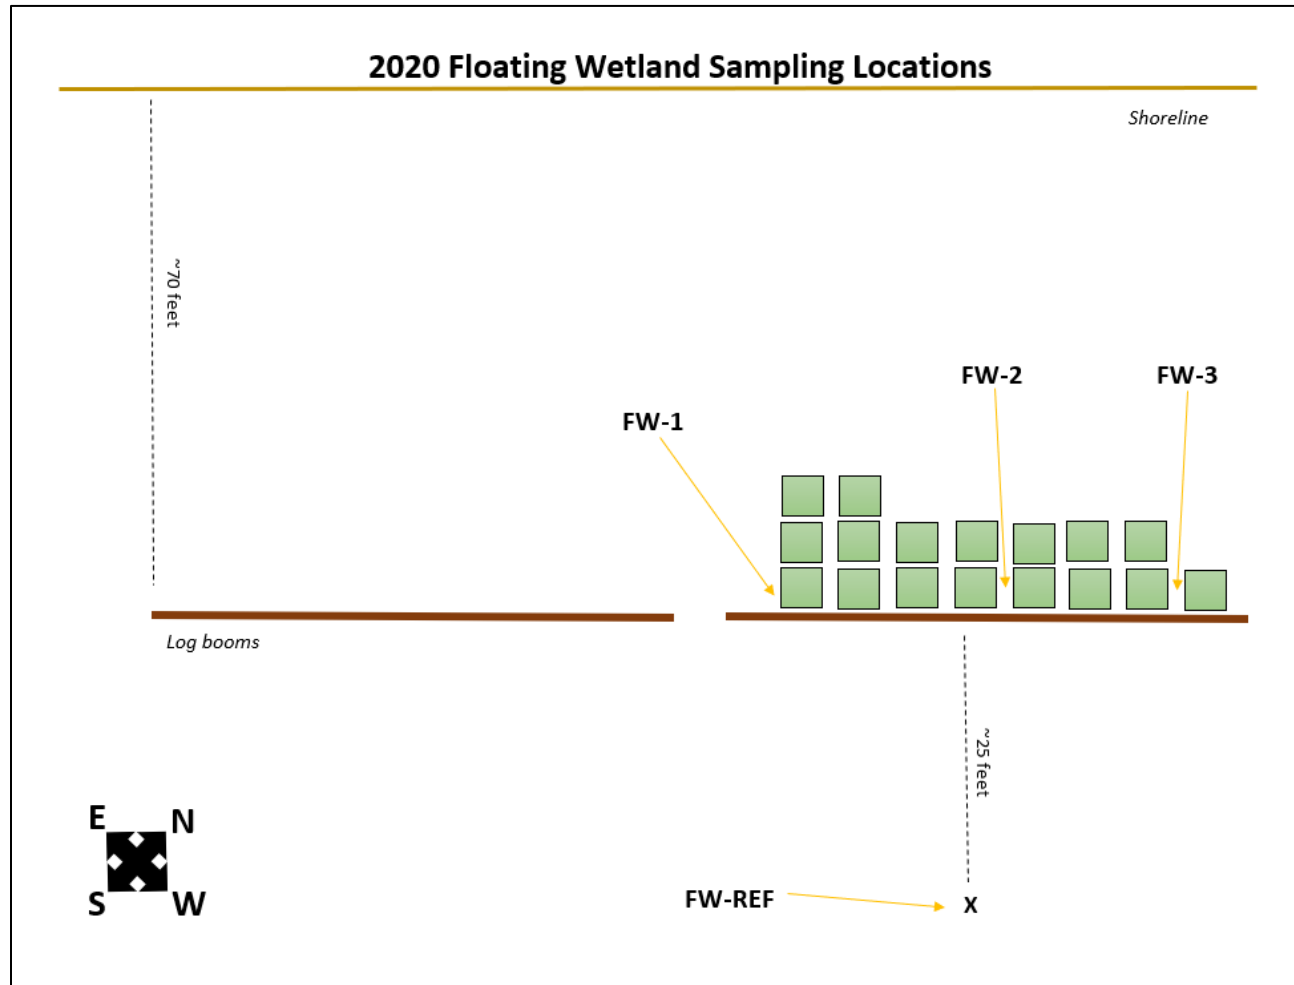 2020 Floating Wetland Sampling Locations
Shoreline
~70 feet
FW-2
FW-3
FW-1
Log booms
~25 feet
E
N
S
W
FW-REF
X